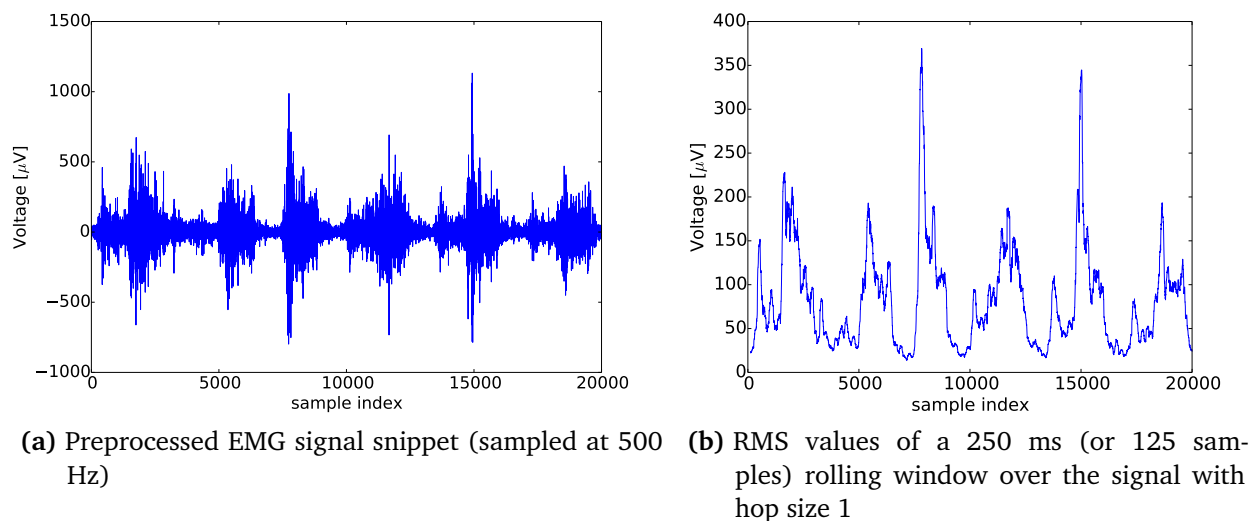 1500
1000
500
0
−500
−1000
Voltage [μV]
0 5000 10000 15000 20000
sample index
(a) Preprocessed EMG signal snippet (sampled at 500
Hz)
400
350
300
250
200
150
100
50
0
Voltage [μV]
0 5000 10000 15000 20000
sample index
(b) RMS values of a 250 ms (or 125 sam-
ples) rolling window over the signal with
hop size 1